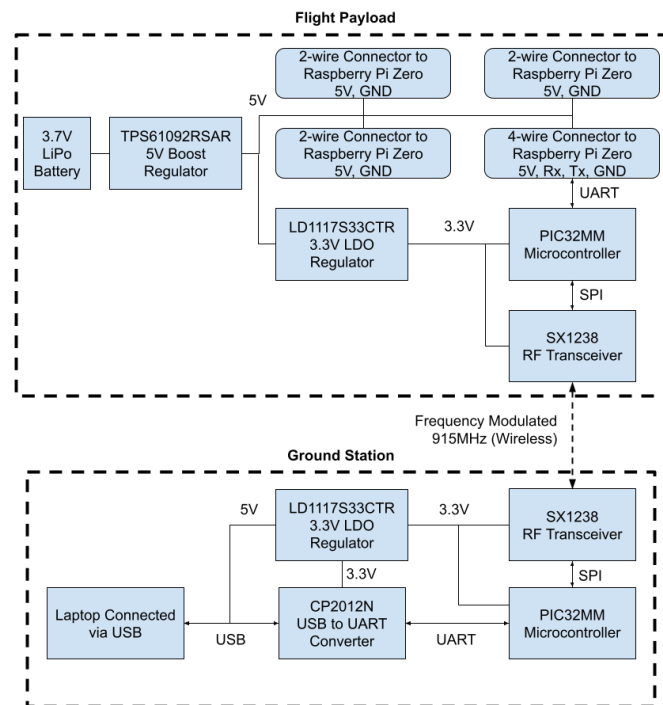 Flight Payload
2-wire Connector to
Raspberry Pi Zero
5V, GND
2-wire Connector to
Raspberry Pi Zero
5V, GND
5V
3.7V
LiPo
Battery
TPS61092RSAR
5V Boost
Regulator
2-wire Connector to
Raspberry Pi Zero
5V, GND
4-wire Connector to
Raspberry Pi Zero
5V, Rx, Tx, GND
UART
LD1117S33CTR
3.3V LDO
Regulator
3.3V
PIC32MM
Microcontroller
SPI
SX1238
RF Transceiver
Frequency Modulated
915MHz (Wireless)
Ground Station
5V
LD1117S33CTR
3.3V LDO
Regulator
3.3V
SX1238
RF Transceiver
3.3V
SPI
Laptop Connected
via USB
USB
CP2012N
USB to UART
Converter
UART
PIC32MM
Microcontroller